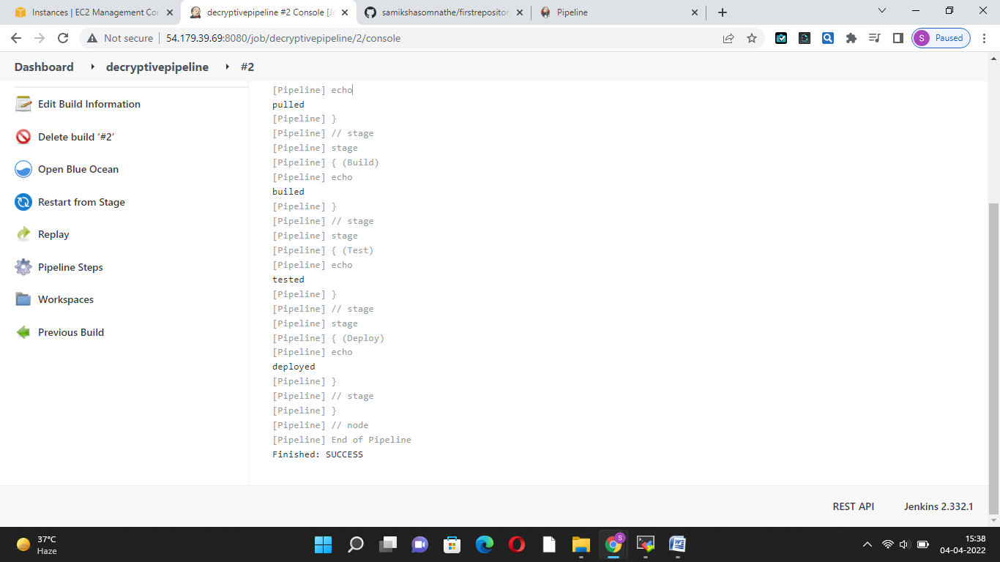 Instances | EC2 Management Con
decryptivepipeline #2 Console [Je
samikshasomnathe/firstrepository
Pipeline
Not secure
54.179.39.69:8080/job/decryptivepipeline/2/console
S
Paused
Dashboard
decryptivepipeline
#2
Edit Build Information
Delete build ‘#2’
Open Blue Ocean
Restart from Stage
Replay
Pipeline Steps
Workspaces
Previous Build
[Pipeline] echo
pulled
[Pipeline] }
[Pipeline] // stage
[Pipeline] stage
[Pipeline] { (Build)
[Pipeline] echo
builed
[Pipeline] }
[Pipeline] // stage
[Pipeline] stage
[Pipeline] { (Test)
[Pipeline] echo
tested
[Pipeline] }
[Pipeline] // stage
[Pipeline] stage
[Pipeline] { (Deploy)
[Pipeline] echo
deployed
[Pipeline] }
[Pipeline] // stage
[Pipeline] }
[Pipeline] // node
[Pipeline] End of Pipeline
Finished: SUCCESS
REST API
Jenkins 2.332.1
37°C
Haze
S
15:38
04-04-2022